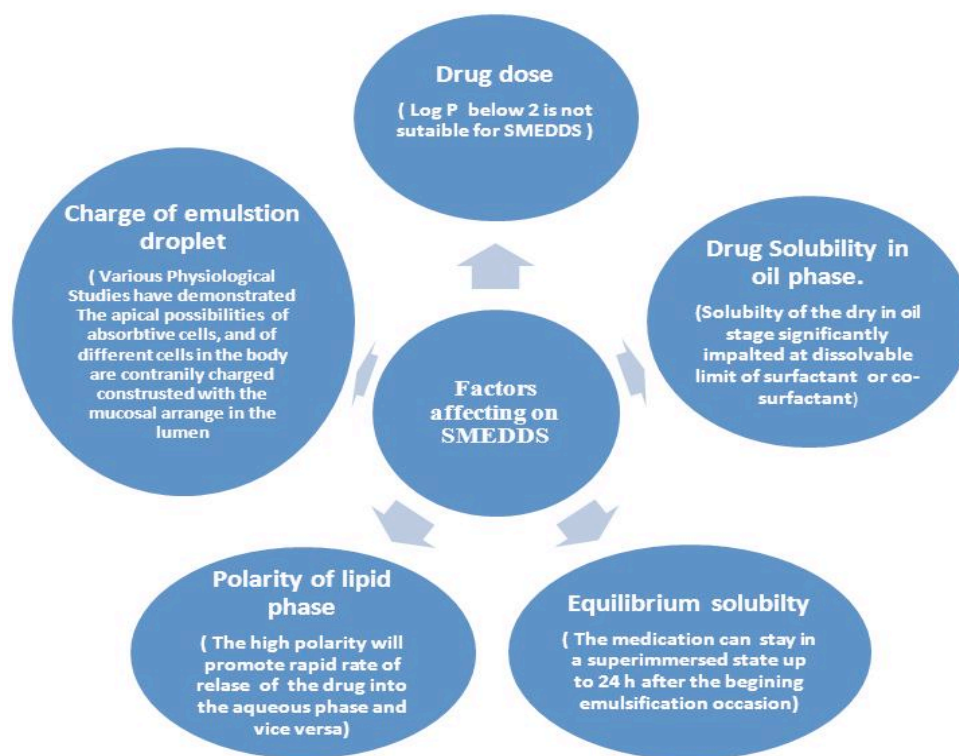 Drug dose
( Log P below 2 is not
sutaible for SMEDDS )
Charge of emulstion
droplet
( Various Physiological
Studies have demonstrated
The apical possibilities of
absorbtive cells, and of
different cells in the body
are contranily charged
construsted with the
mucosal arrange in the
lumen
Drug Solubility in
oil phase.
(Solubilty of the dry in oil
stage significantly
impalted at dissolvable
limit of surfactant or co-
surfactant)
Factors
affecting on
SMEDDS
Polarity of lipid
phase
( The high polarity will
promote rapid rate of
relase of the drug into
the aqueous phase and
vice versa)
Equilibrium solubilty
( The medication can stay in
a superimmersed state up
to 24 h after the begining
emulsification occasion)